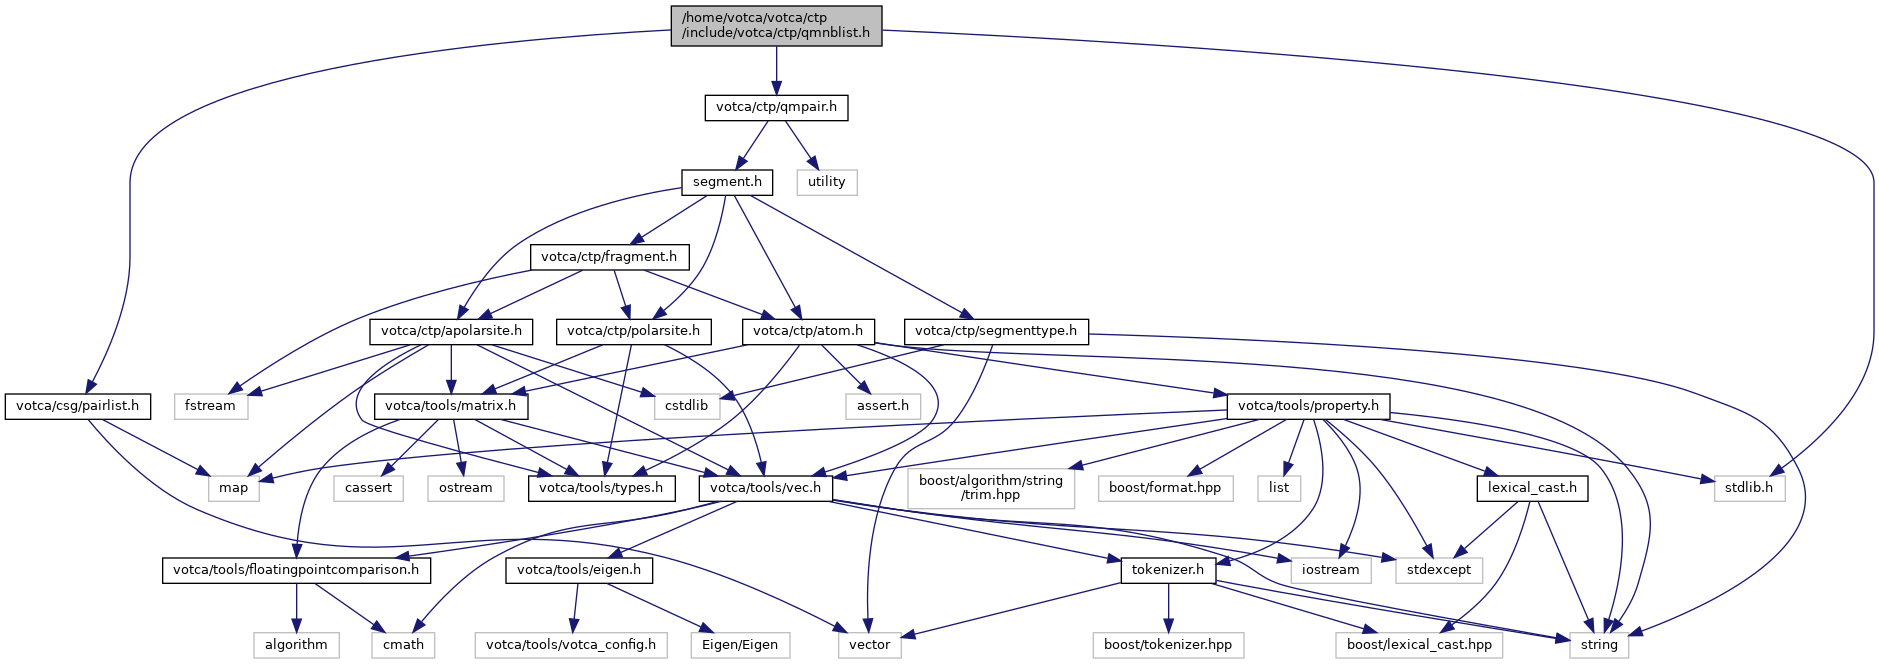 /home/votca/votca/ctp
/include/votca/ctp/qmnblist.h
votca/ctp/qmpair.h
segment.h
utility
votca/ctp/fragment.h
votca/ctp/apolarsite.h
votca/ctp/polarsite.h
votca/ctp/atom.h
votca/ctp/segmenttype.h
votca/csg/pairlist.h
fstream
votca/tools/matrix.h
cstdlib
assert.h
votca/tools/property.h
map
cassert
ostream
votca/tools/types.h
votca/tools/vec.h
boost/algorithm/string
/trim.hpp
boost/format.hpp
list
lexical_cast.h
stdlib.h
votca/tools/floatingpointcomparison.h
votca/tools/eigen.h
tokenizer.h
iostream
stdexcept
algorithm
cmath
votca/tools/votca_config.h
Eigen/Eigen
vector
boost/tokenizer.hpp
boost/lexical_cast.hpp
string